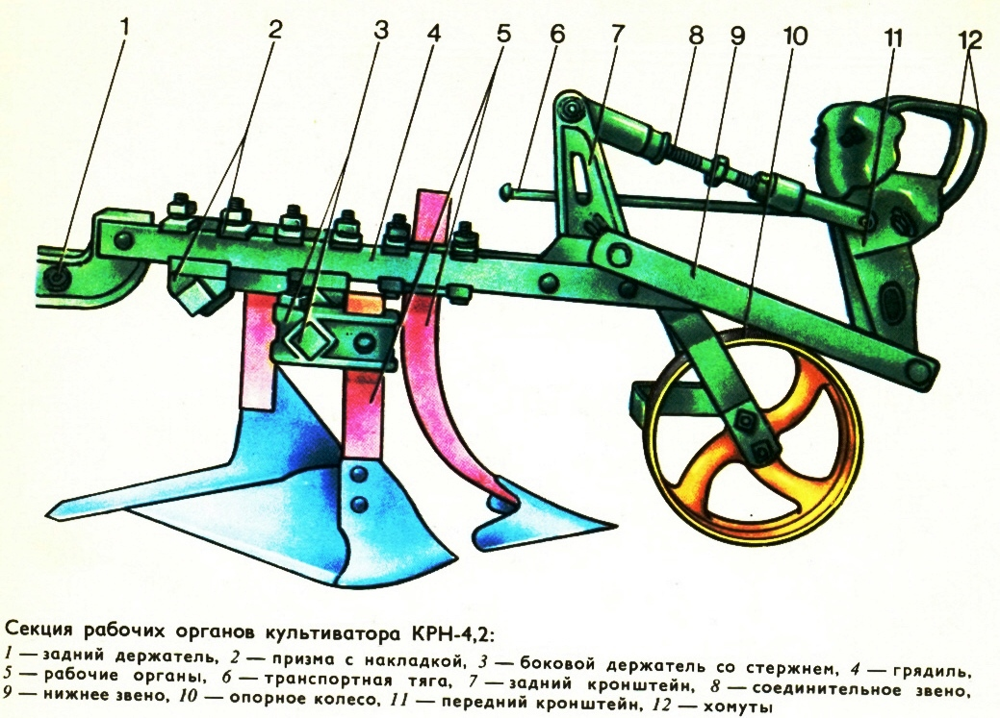 1 2 3 4 5 6 7 8 9 10 11 12
Секция рабочих органов культиватора КРН-4,2:
1 — задний держатель, 2 — призма с накладкой, 3 — боковой держатель со стержнем, 4 — грядиль,
5 — рабочие органы, 6 — транспортная тяга, 7 — задний кронштейн, 8 — соединительное звено,
9 — нижнее звено, 10 — опорное колесо, 11 — передний кронштейн, 12 — хомуты